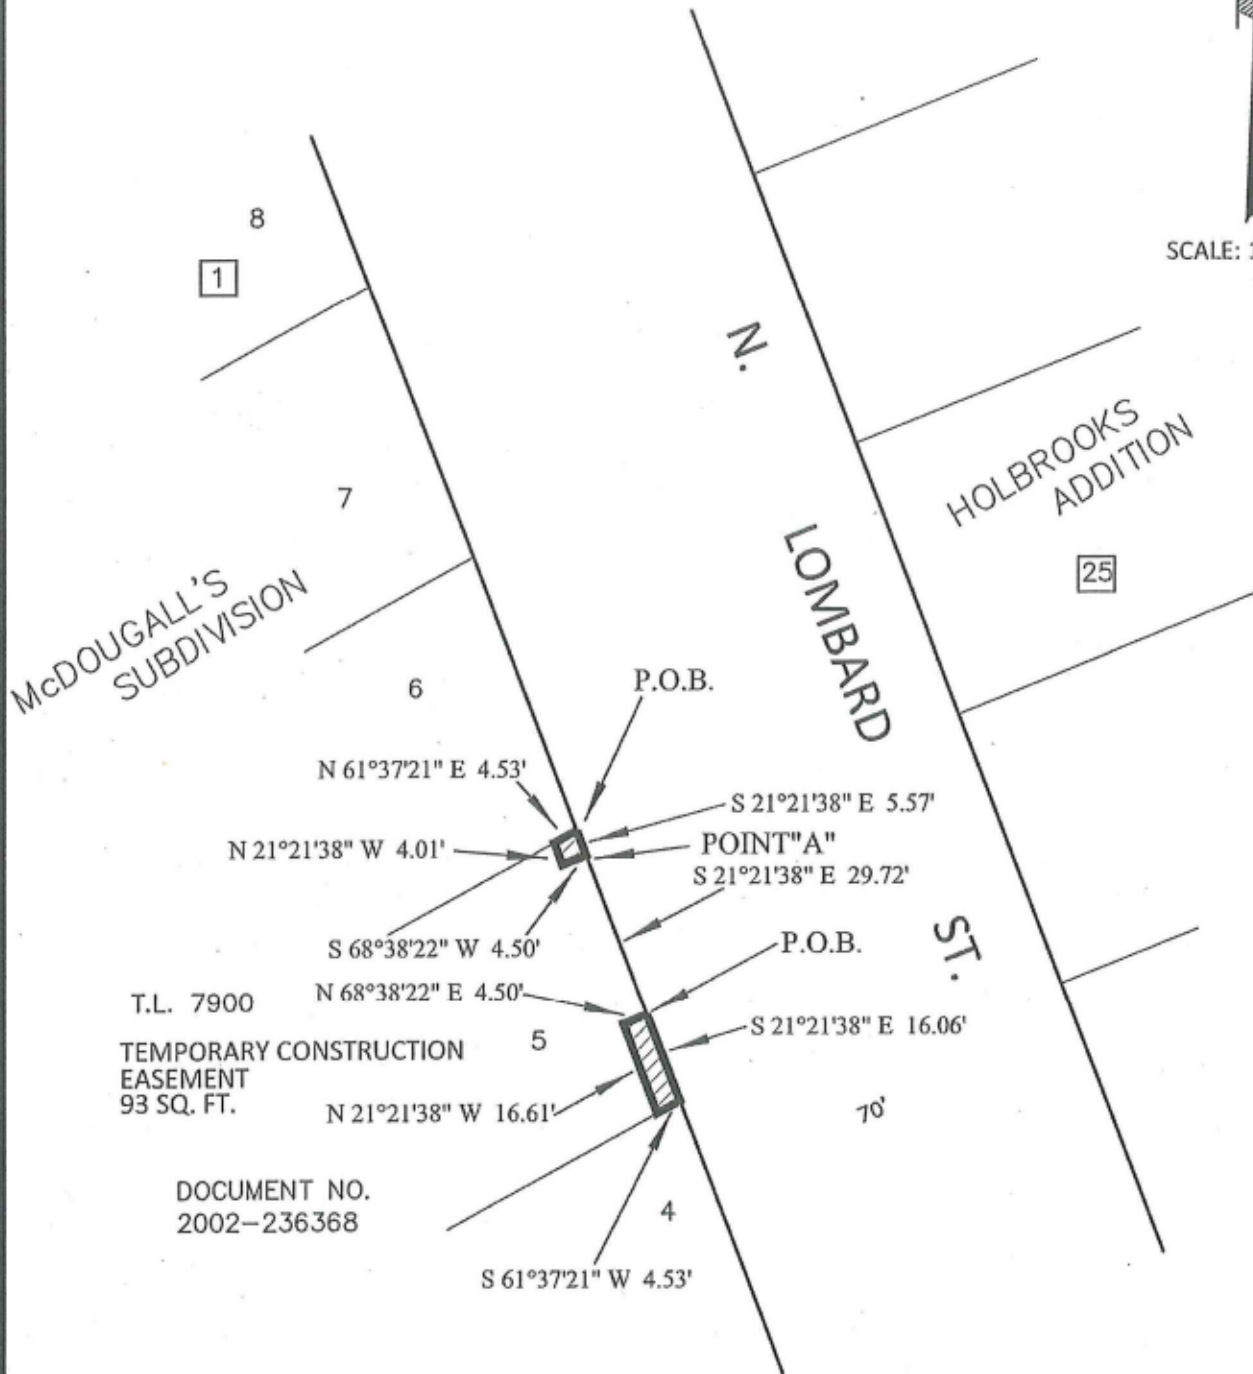 SCALE:
8
1
N.
HOLBROOKS
ADDITION
7
25
LOMBARD
McDOUGALL'S
SUBDIVISION
6
P.O.B.
N 61°37'21" E 4.53'
S 21°21'38" E 5.57'
N 21°21'38" W 4.01'
POINT"A"
S 21°21'38" E 29.72'
S 68°38'22" W 4.50'
P.O.B.
ST.
T.L. 7900
N 68°38'22" E 4.50'
S 21°21'38" E 16.06'
TEMPORARY CONSTRUCTION
EASEMENT
93 SQ. FT.
5
N 21°21'38" W 16.61'
70'
DOCUMENT NO.
2002-236368
4
S 61°37'21" W 4.53'